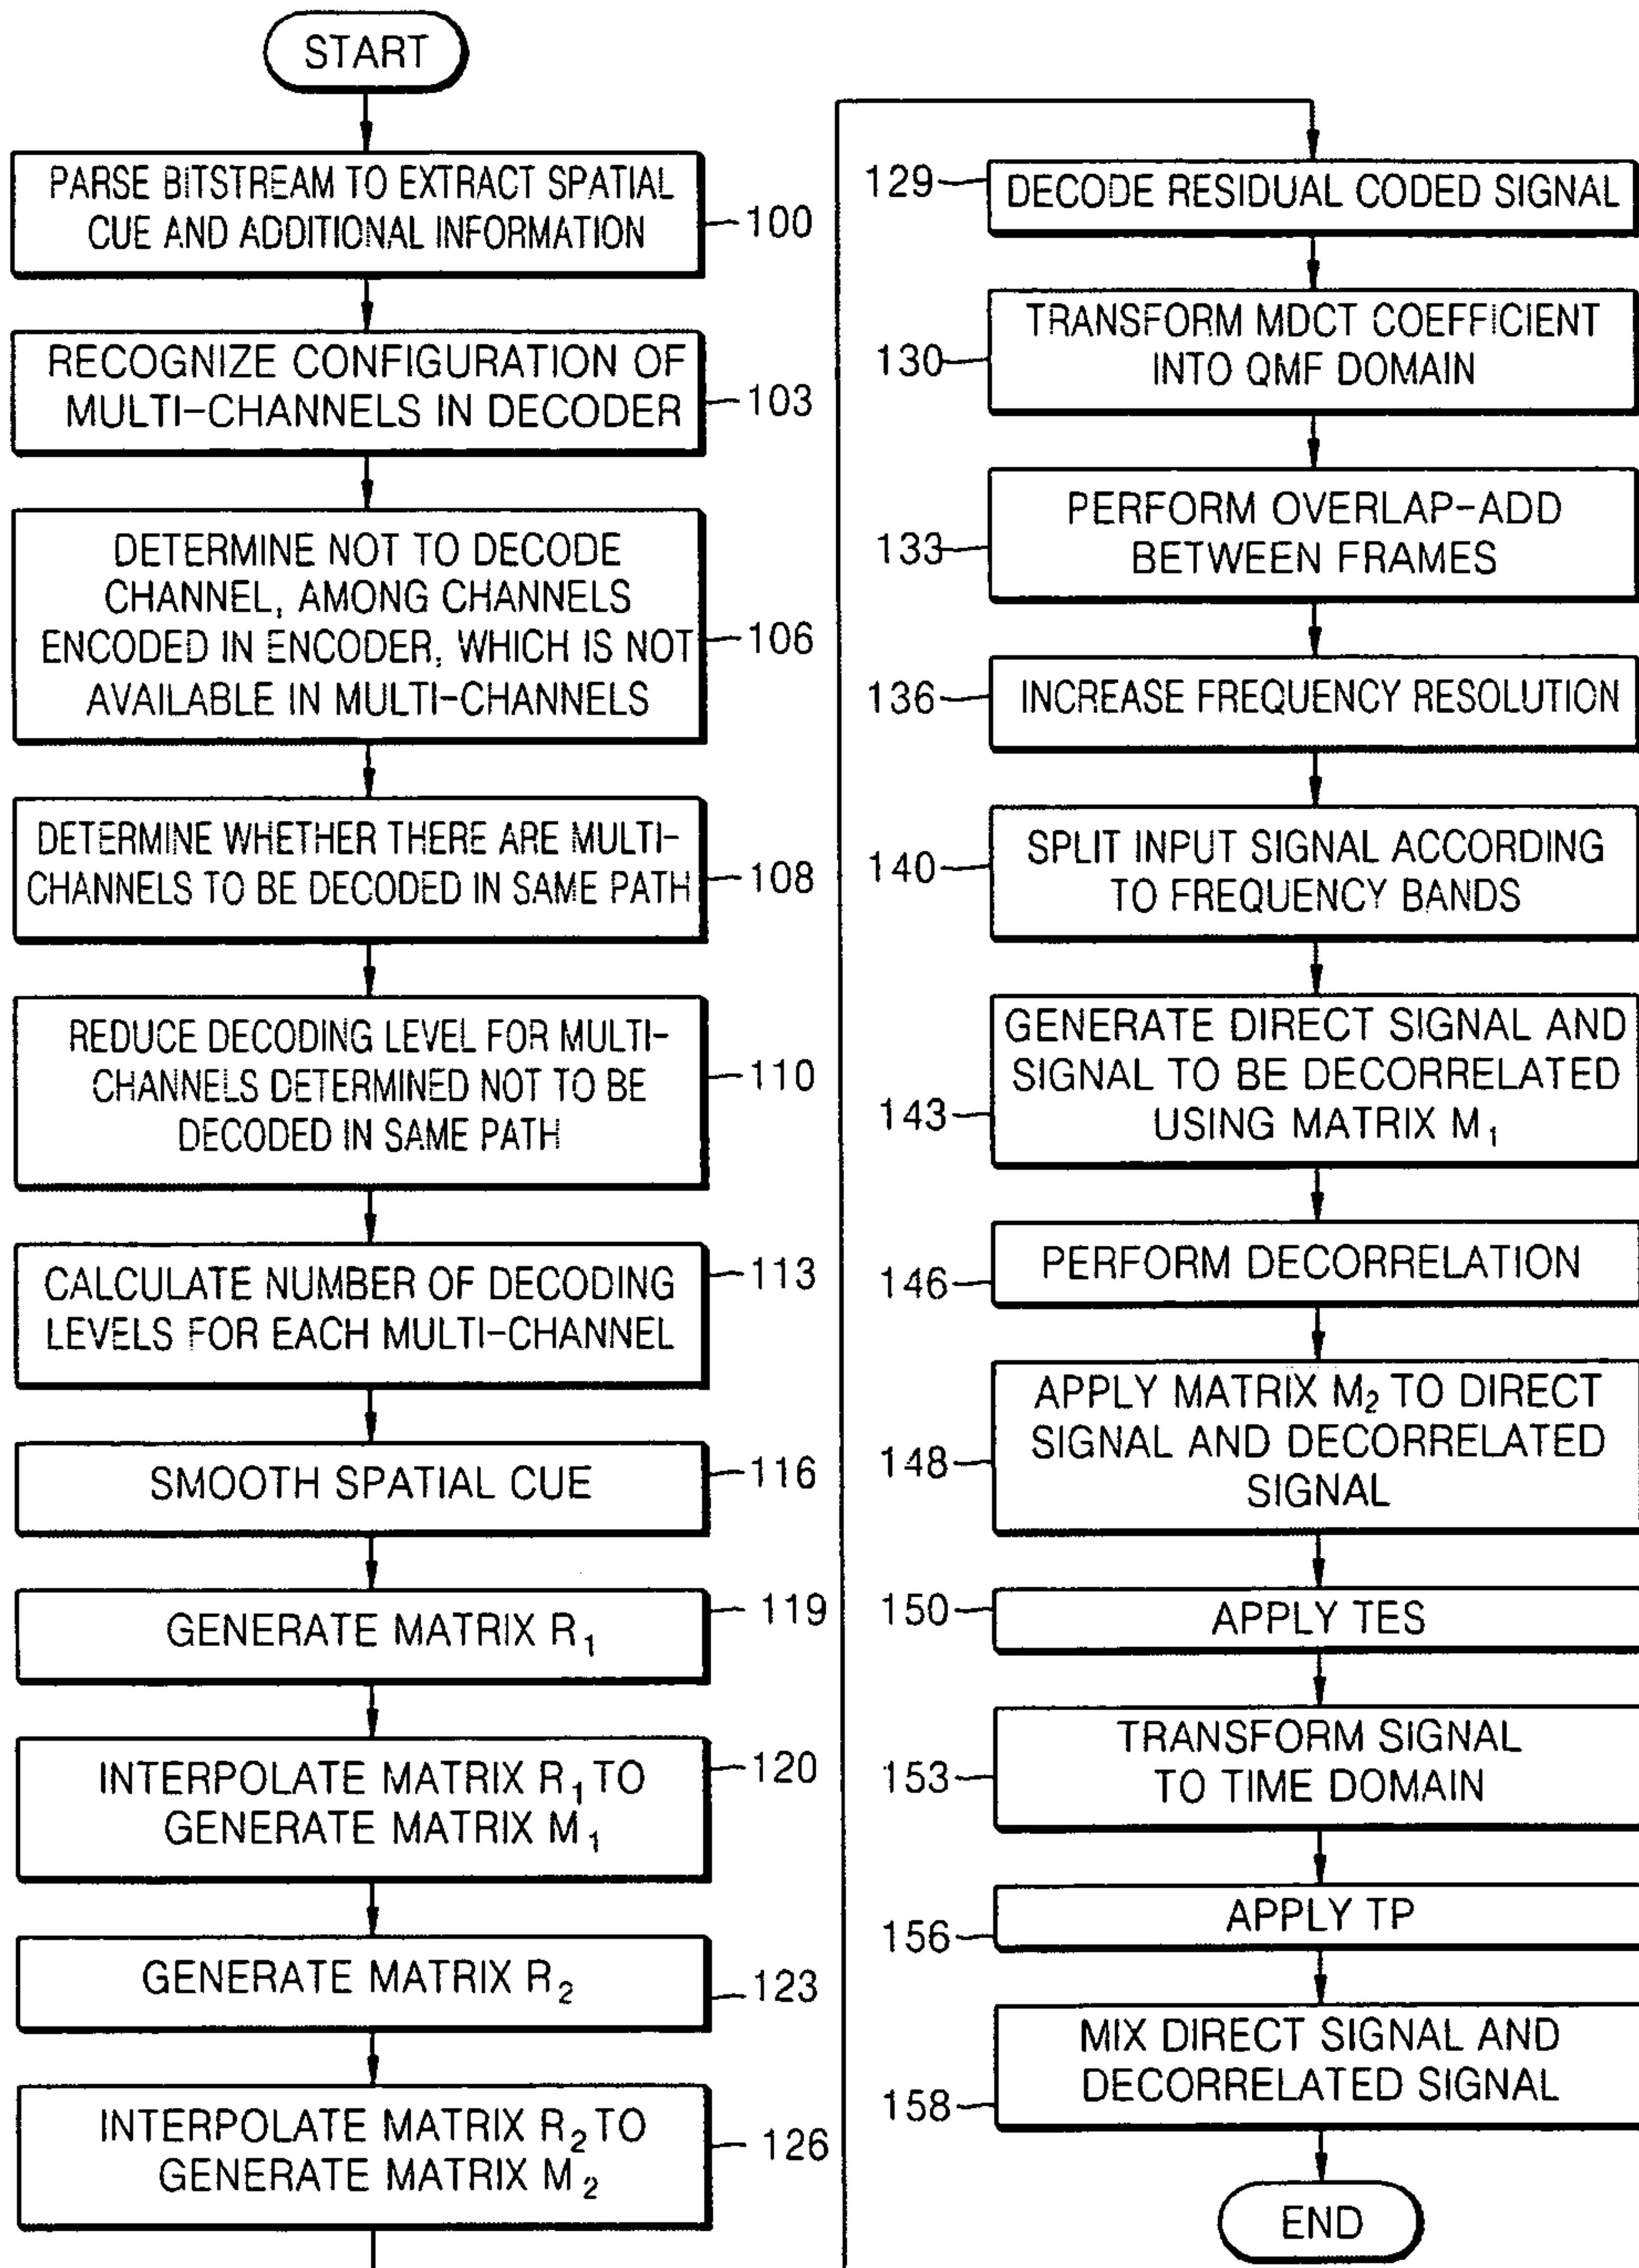 START
PARSE BITSTREAM TO EXTRACT SPATIAL
CUE AND ADDITIONAL INFORMATION
100
RECOGNIZE CONFIGURATION OF
MULTI-CHANNELS IN DECODER
103
DETERMINE NOT TO DECODE
CHANNEL, AMONG CHANNELS
ENCODED IN ENCODER, WHICH IS NOT
AVAILABLE IN MULTI-CHANNELS
106
DETERMINE WHETHER THERE ARE MULTI-
CHANNELS TO BE DECODED IN SAME PATH
108
REDUCE DECODING LEVEL FOR MULTI-
CHANNELS DETERMINED NOT TO BE
DECODED IN SAME PATH
110
CALCULATE NUMBER OF DECODING
LEVELS FOR EACH MULTI-CHANNEL
113
SMOOTH SPATIAL CUE
116
GENERATE MATRIX R₁
119
INTERPOLATE MATRIX R₁ TO
GENERATE MATRIX M₁
120
GENERATE MATRIX R₂
123
INTERPOLATE MATRIX R₂ TO
GENERATE MATRIX M₂
126
129
DECODE RESIDUAL CODED SIGNAL
130
TRANSFORM MDCT COEFFICIENT
INTO QMF DOMAIN
133
PERFORM OVERLAP-ADD
BETWEEN FRAMES
136
INCREASE FREQUENCY RESOLUTION
140
SPLIT INPUT SIGNAL ACCORDING
TO FREQUENCY BANDS
143
GENERATE DIRECT SIGNAL AND
SIGNAL TO BE DECORRELATED
USING MATRIX M₁
146
PERFORM DECORRELATION
148
APPLY MATRIX M₂ TO DIRECT
SIGNAL AND DECORRELATED
SIGNAL
150
APPLY TES
153
TRANSFORM SIGNAL
TO TIME DOMAIN
156
APPLY TP
158
MIX DIRECT SIGNAL AND
DECORRELATED SIGNAL
END